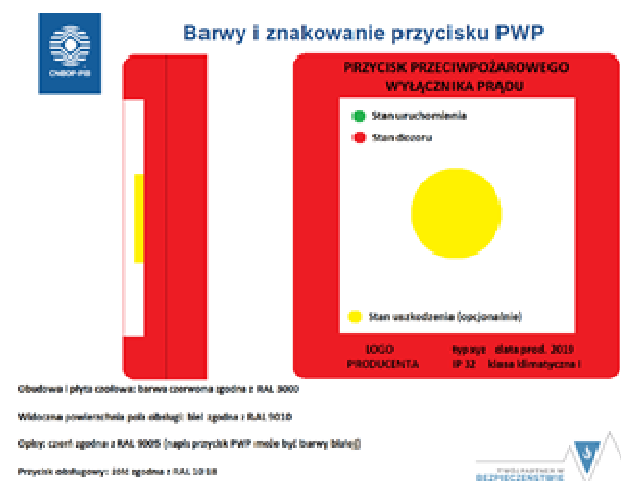 Barwy i znakowanie przycisku PWP
CNBOP-PIB
PRZYCISK PRZECIWPOŻAROWEGO
WYŁĄCZNIKA PRĄDU
Stan uruchomienia
Stan dozoru
Stan uszkodzenia (opcjonalnie)
LOGO
PRODUCENTA
typxyz data prod. 2019
IP 32 klasa klimatyczna I
Obudowa i płyta czołowa: barwa czerwona zgodna z RAL 3000
Widoczna powierzchnia pola obsługi: biel zgodna z RAL 9010
Opisy: czerń zgodna z RAL 9005 (napis przycisk PWP może być barwy białej)
Przycisk obsługowy: żółć zgodna z RAL
TWÓJ PARTNER W
BEZPIECZEŃSTWIE